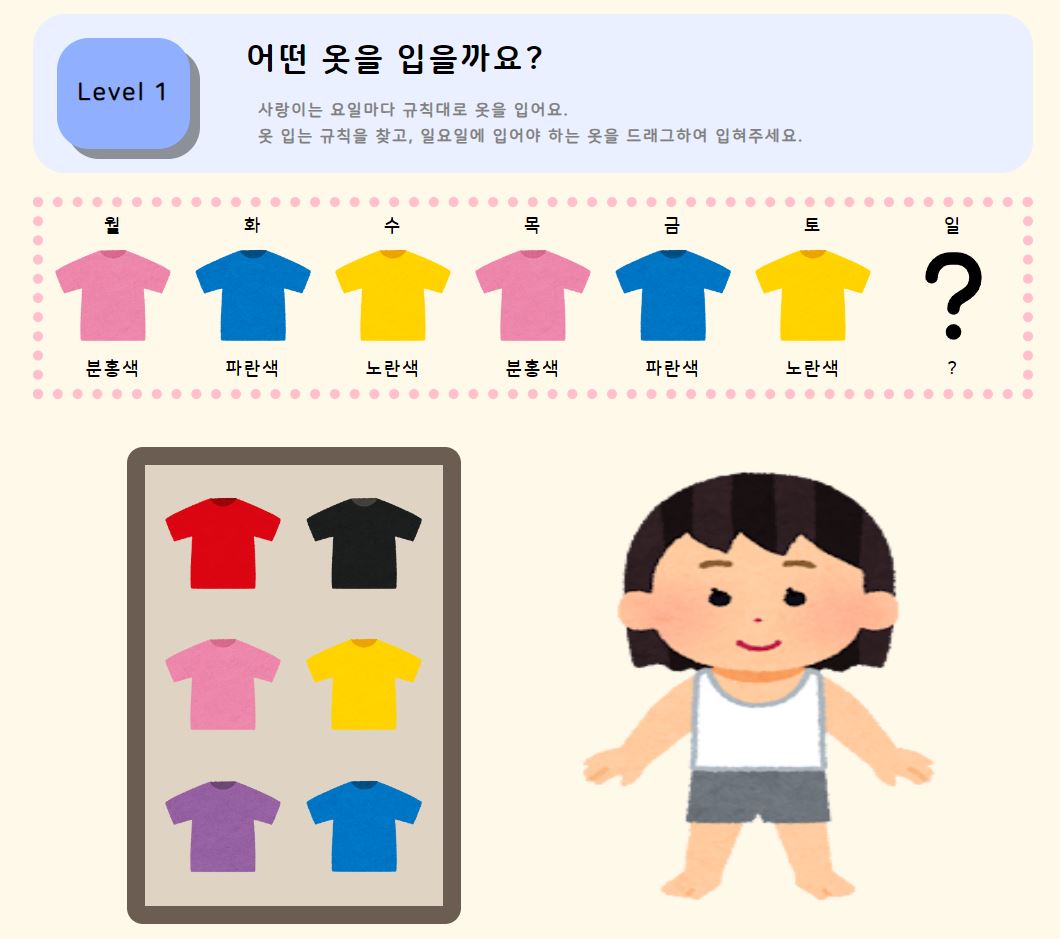 Level 1
어떤 옷을 입을까요?
사랑이는 요일마다 규칙대로 옷을 입어요.
옷 입는 규칙을 찾고, 일요일에 입어야 하는 옷을 드래그하여 입혀주세요.
월 화 수 목 금 토 일
?
분홍색 파란색 노란색 분홍색 파란색 노란색 ?